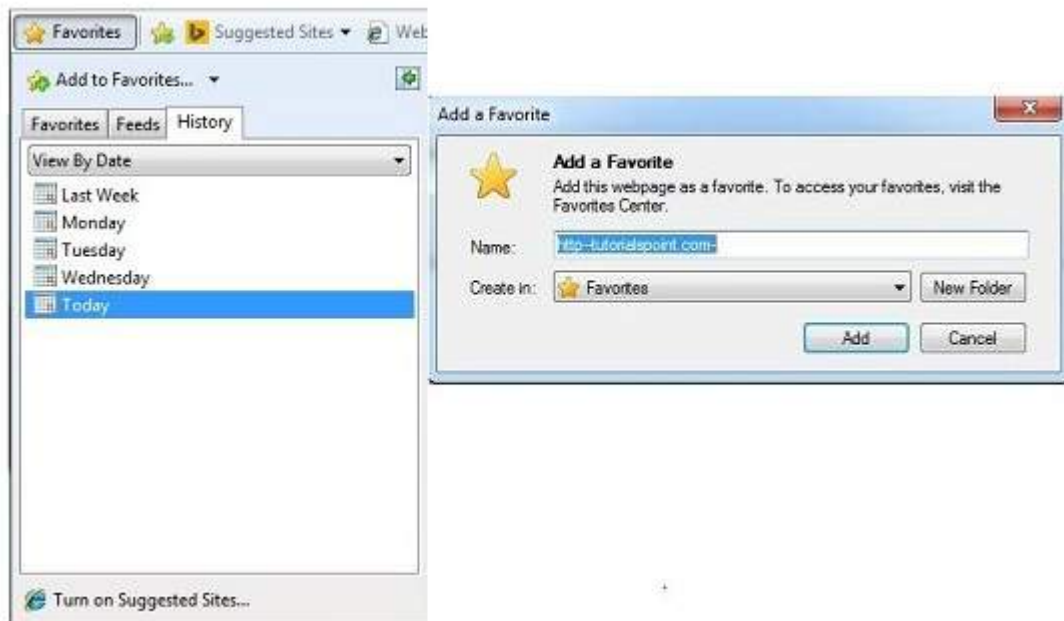 Favorites Suggested Sites Web
Add to Favorites...
Favorites Feeds History
View By Date
Last Week
Monday
Tuesday
Wednesday
Today
Turn on Suggested Sites...
Add a Favorite
Add a Favorite
Add this webpage as a favorite. To access your favorites, visit the
Favorites Center.
Name: http--tutorialspoint.com-
Create in: Favorites New Folder
Add Cancel